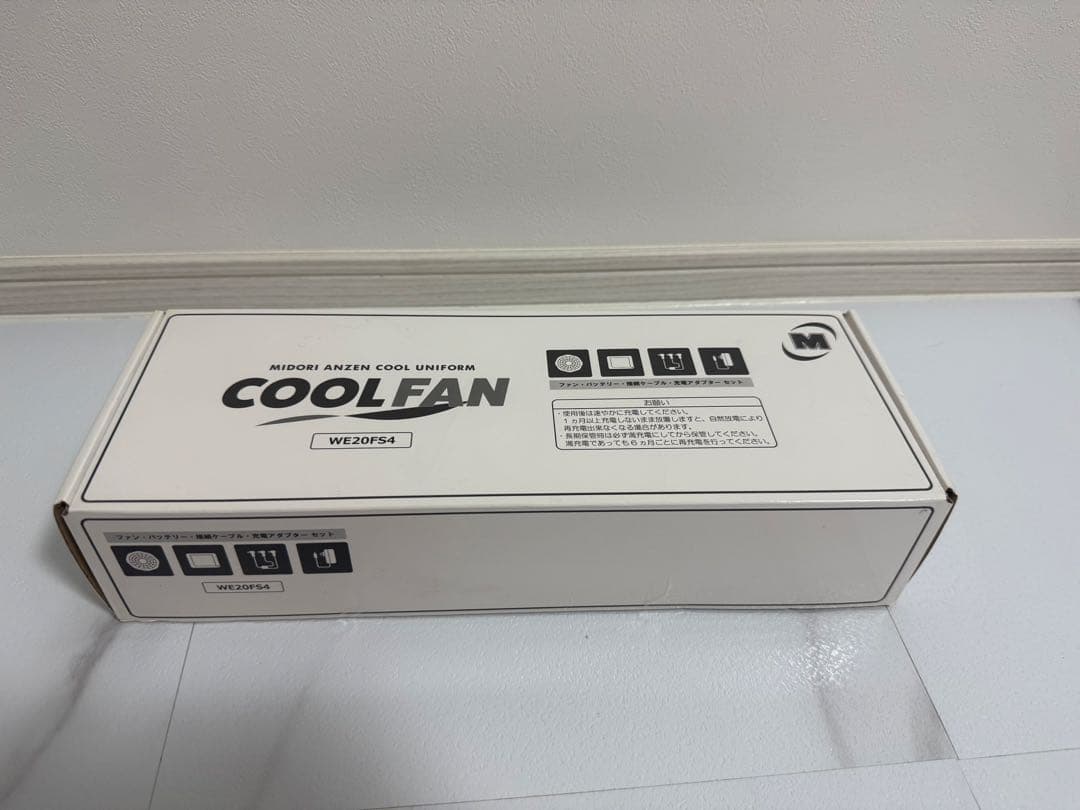 MIDORI ANZEN COOL UNIFORM
COOLFAN
WE20FS4
M
ファン・バッテリー・接続ケーブル・充電アダプター セット
お願い
・使用後は速やかに充電してください。
1ヵ月以上充電しないまま放置しますと、自然放電により
再充電出来なくなる場合があります。
・長期保管時は必ず満充電にしてから保管してください。
満充電であっても6ヵ月ごとに再充電を行ってください。
ファン・バッテリー・接続ケーブル・充電アダプター セット
WE20FS4